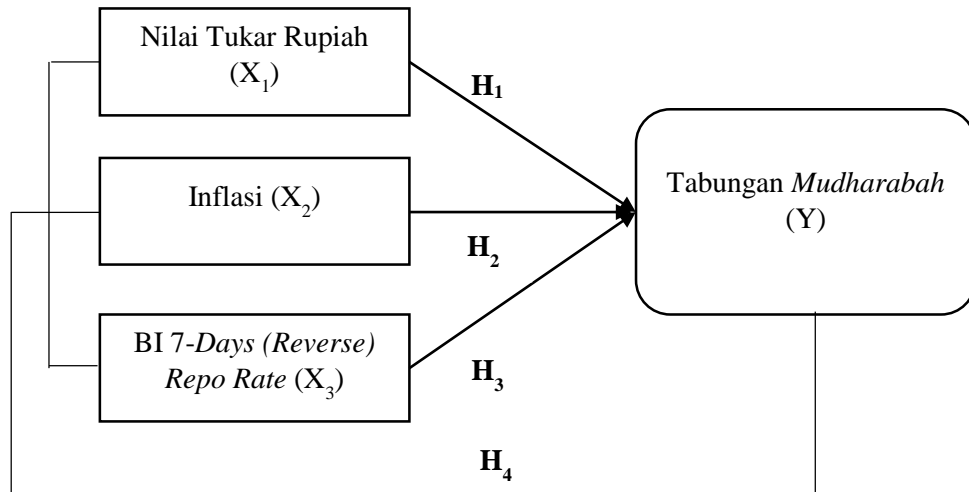 Nilai Tukar Rupiah
(X₁)
H₁
Inflasi (X₂)
Tabungan Mudharabah
(Y)
H₂
BI 7-Days (Reverse)
Repo Rate (X₃)
H₃
H₄